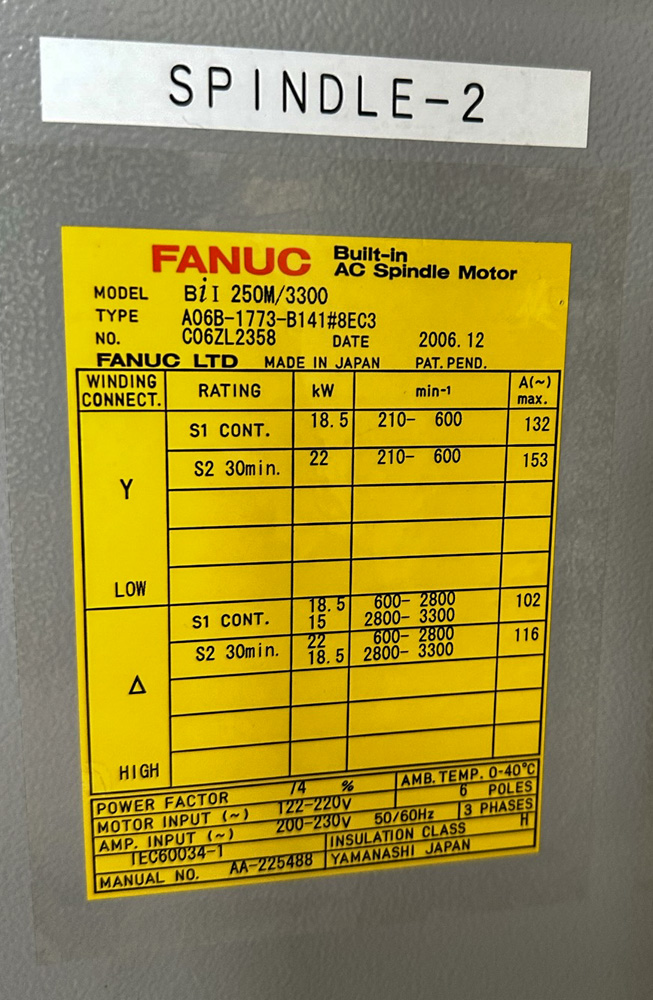 SPINDLE-2
FANUC Built-in AC Spindle Motor
MODEL BiI 250M/3300
TYPE A06B-1773-B141#8EC3
NO. C06ZL2358 DATE 2006.12
FANUC LTD MADE IN JAPAN PAT. PEND.
WINDING CONNECT. RATING kW min-1 A(~) max.
Y S1 CONT. 18.5 210- 600 132
S2 30min. 22 210- 600 153
LOW
Δ S1 CONT. 18.5 600- 2800 102
15 2800- 3300
S2 30min. 22 600- 2800 116
18.5 2800- 3300
HIGH
POWER FACTOR 74 % AMB. TEMP. 0-40°C
MOTOR INPUT (~) 122-220V 6 POLES
AMP. INPUT (~) 200-230V 50/60Hz 3 PHASES
IEC60034-1 INSULATION CLASS H
MANUAL NO. AA-225488 YAMANASHI JAPAN